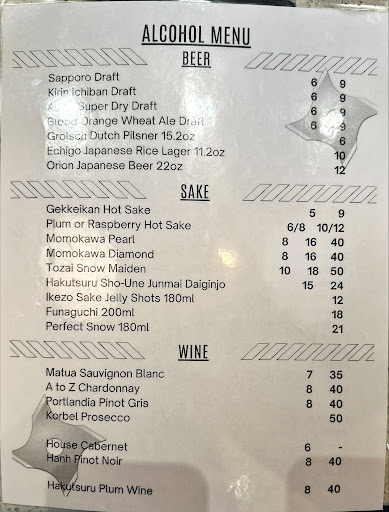 ALCOHOL MENU
BEER
Sapporo Draft 6 9
Kirin Ichiban Draft 6 9
Super Dry Draft 6 9
Blood Orange Wheat Ale Draft 6 9
Grolsch Dutch Pilsner 15.2oz 6
Echigo Japanese Rice Lager 11.2oz 10
Orion Japanese Beer 22oz 12
SAKE
Gekkeikan Hot Sake 5 9
Plum or Raspberry Hot Sake 6/8 10/12
Momokawa Pearl 8 16 40
Momokawa Diamond 8 16 40
Tozai Snow Maiden 10 18 50
Hakutsuru Sho-Une Junmai Daiginjo 15 24
Ikezo Sake Jelly Shots 180ml 12
Funaguchi 200ml 18
Perfect Snow 180ml 21
WINE
Matua Sauvignon Blanc 7 35
A to Z Chardonnay 8 40
Portlandia Pinot Gris 8 40
Korbel Prosecco 50
House Cabernet 6 -
Hahn Pinot Noir 8 40
Hakutsuru Plum Wine 8 40